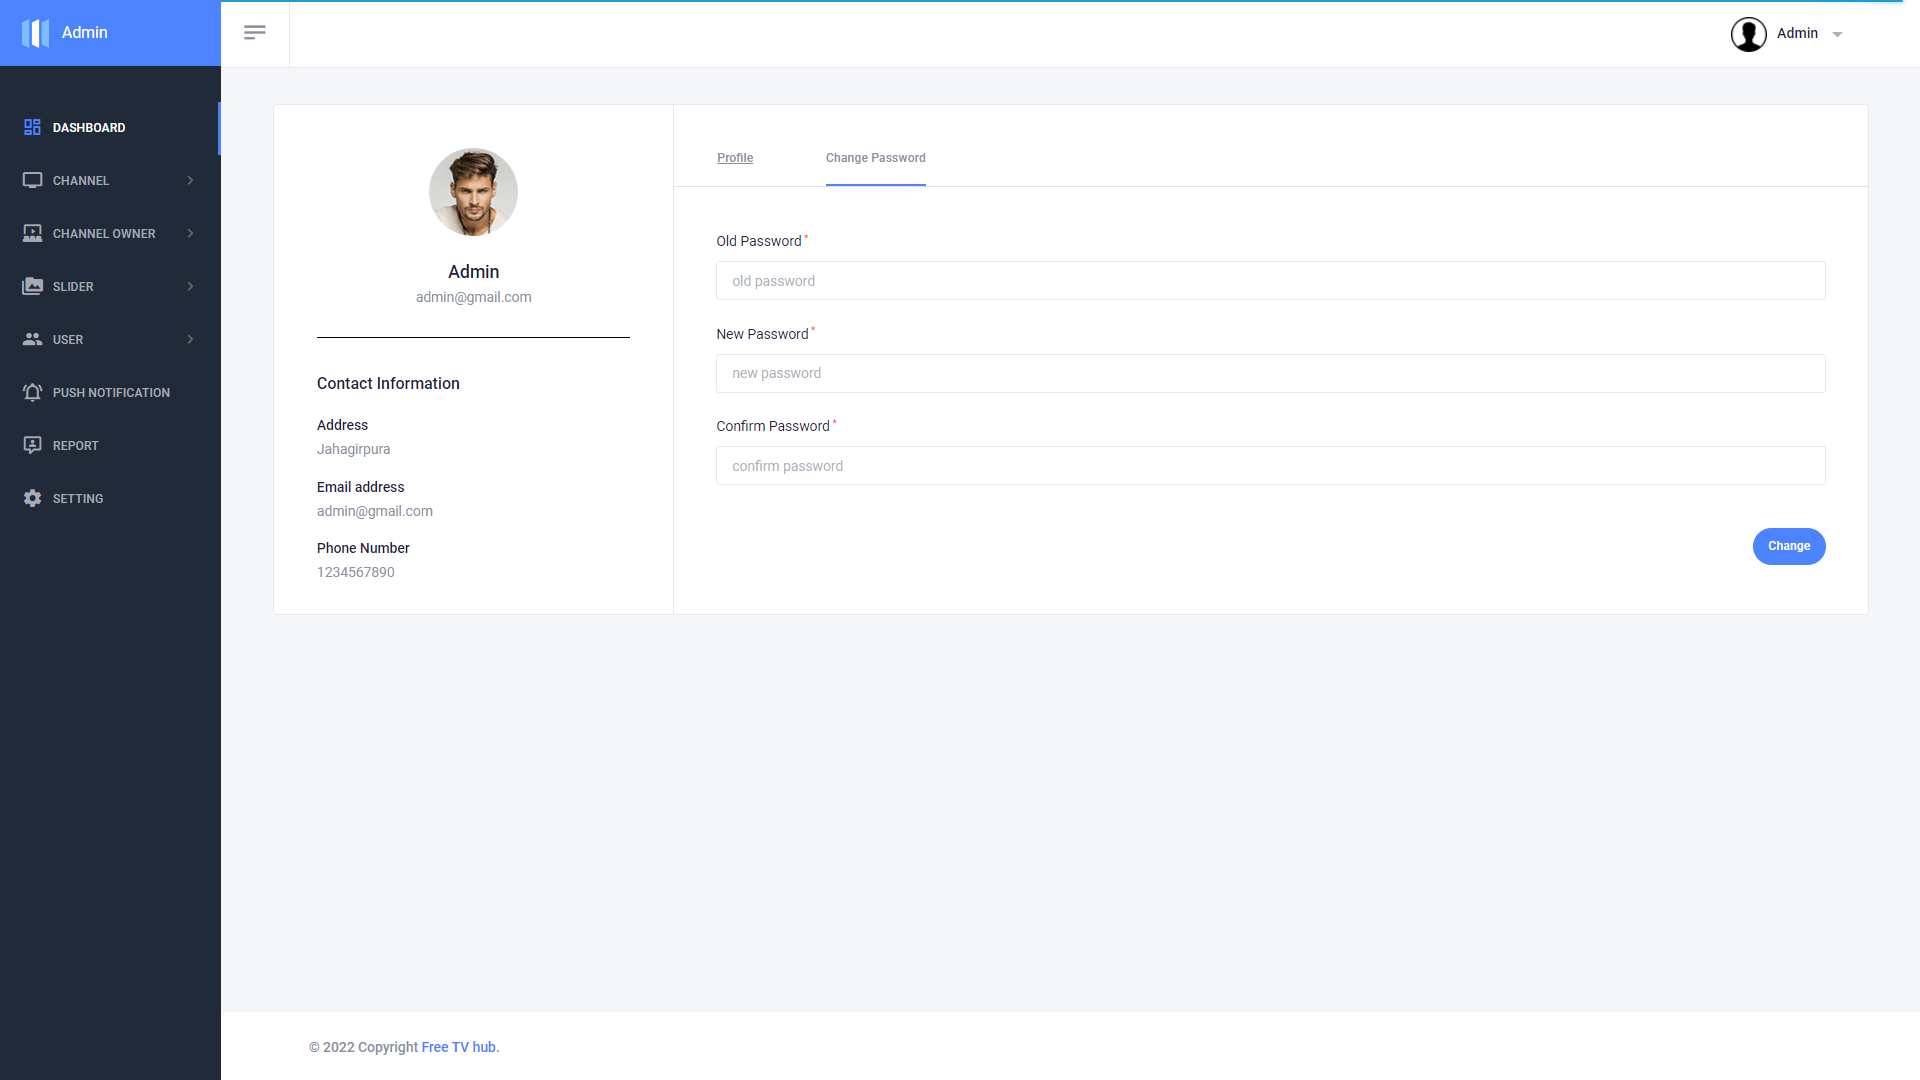 Admin
Admin
DASHBOARD
CHANNEL
CHANNEL OWNER
SLIDER
USER
PUSH NOTIFICATION
REPORT
SETTING
Admin
admin@gmail.com
Contact Information
Address
Jahagirpura
Email address
admin@gmail.com
Phone Number
1234567890
Profile
Change Password
Old Password *
old password
New Password *
new password
Confirm Password *
confirm password
Change
© 2022 Copyright Free TV hub.